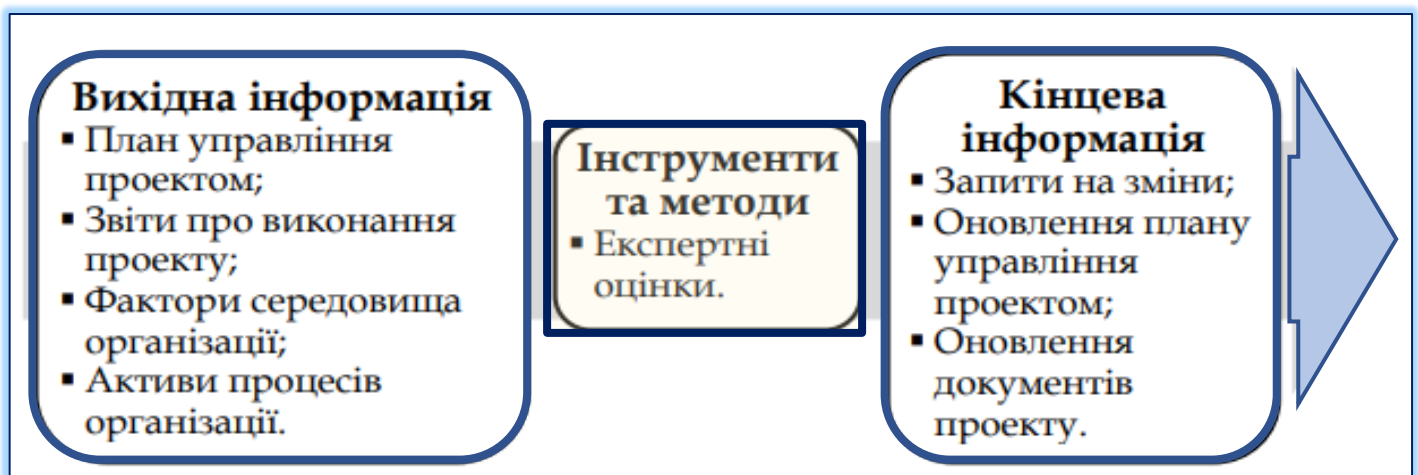 Вихідна інформація
▪ План управління
проектом;
▪ Звіти про виконання
проекту;
▪ Фактори середовища
організації;
▪ Активи процесів
організації.
Інструменти
та методи
▪ Експертні
оцінки.
Кінцева
інформація
▪ Запити на зміни;
▪ Оновлення плану
управління
проектом;
▪ Оновлення
документів
проекту.